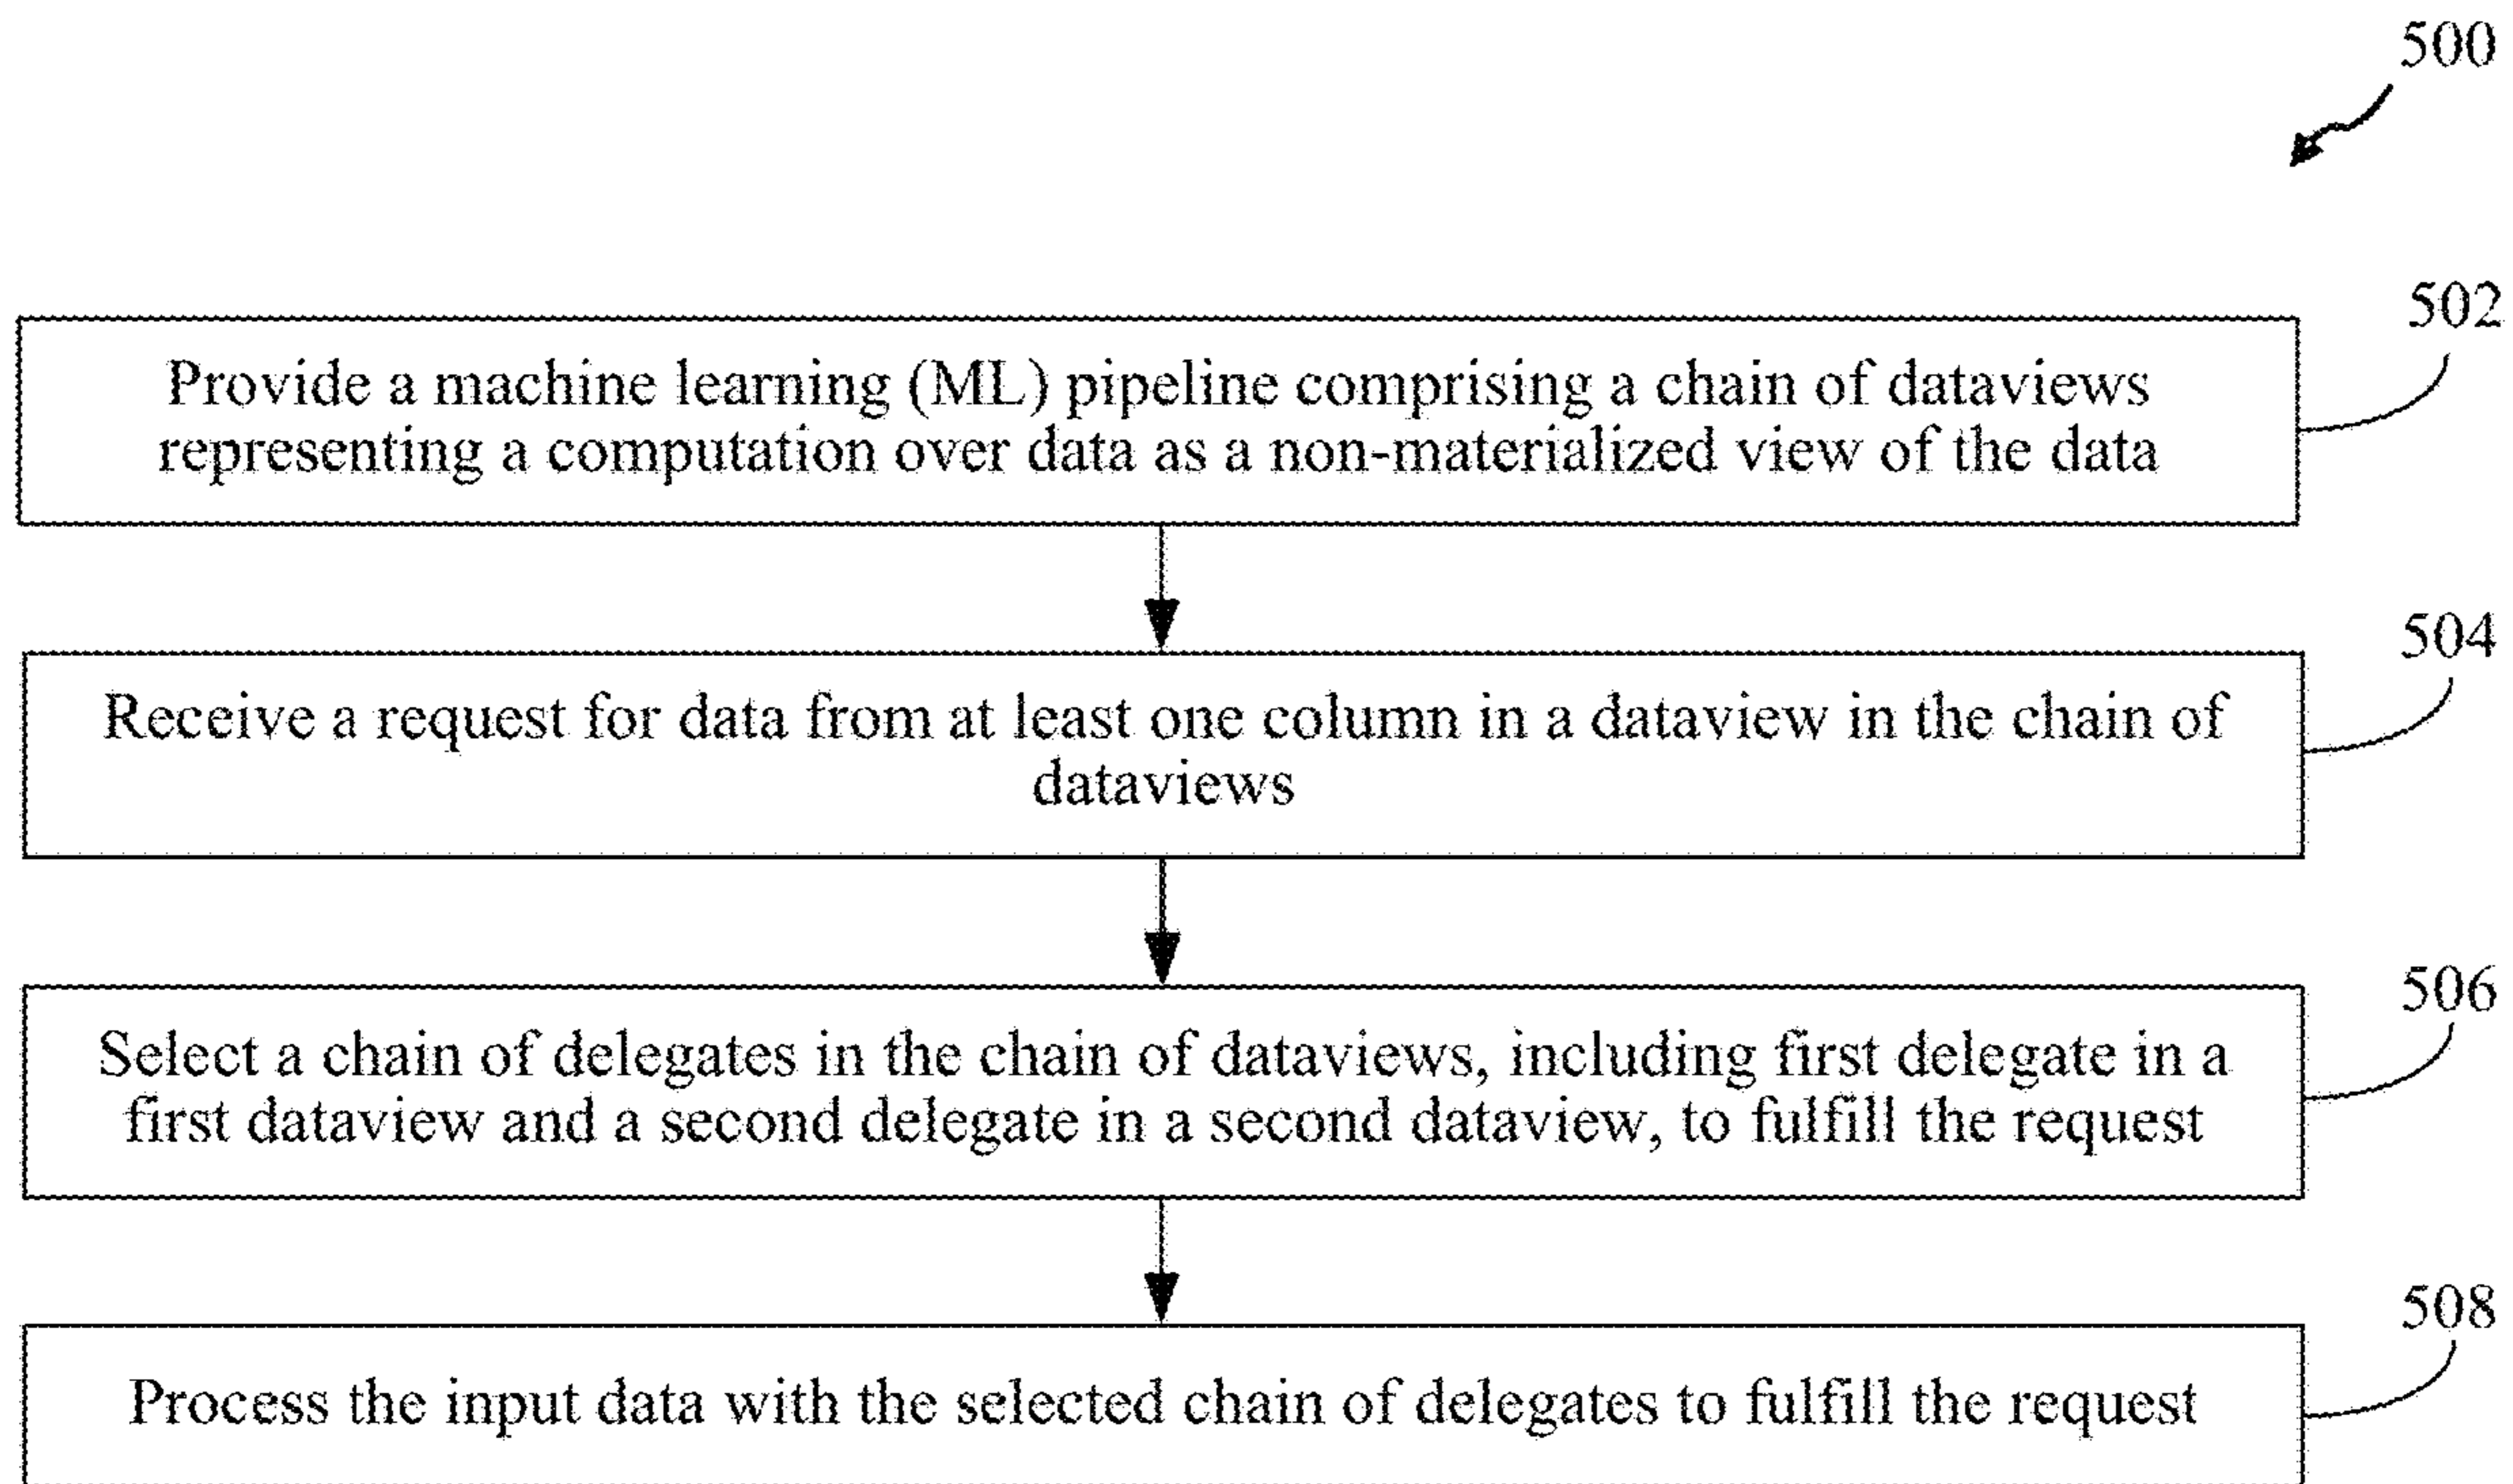 500
502
Provide a machine learning (ML) pipeline comprising a chain of dataviews
representing a computation over data as a non-materialized view of the data
504
Receive a request for data from at least one column in a dataview in the chain of
dataviews
506
Select a chain of delegates in the chain of dataviews, including first delegate in a
first dataview and a second delegate in a second dataview, to fulfill the request
508
Process the input data with the selected chain of delegates to fulfill the request